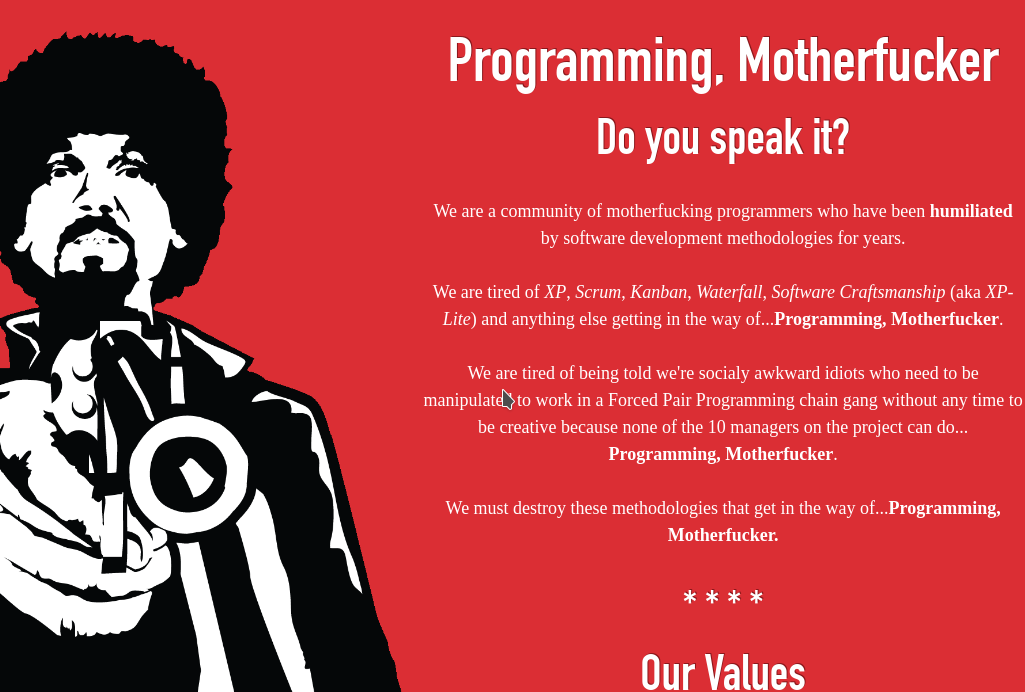 Programming, Motherfucker
Do you speak it?
We are a community of motherfucking programmers who have been humiliated
by software development methodologies for years.
We are tired of XP, Scrum, Kanban, Waterfall, Software Craftsmanship (aka XP-
Lite) and anything else getting in the way of...Programming, Motherfucker.
We are tired of being told we're socialy awkward idiots who need to be
manipulated to work in a Forced Pair Programming chain gang without any time to
be creative because none of the 10 managers on the project can do...
Programming, Motherfucker.
We must destroy these methodologies that get in the way of...Programming,
Motherfucker.
* * * *
Our Values